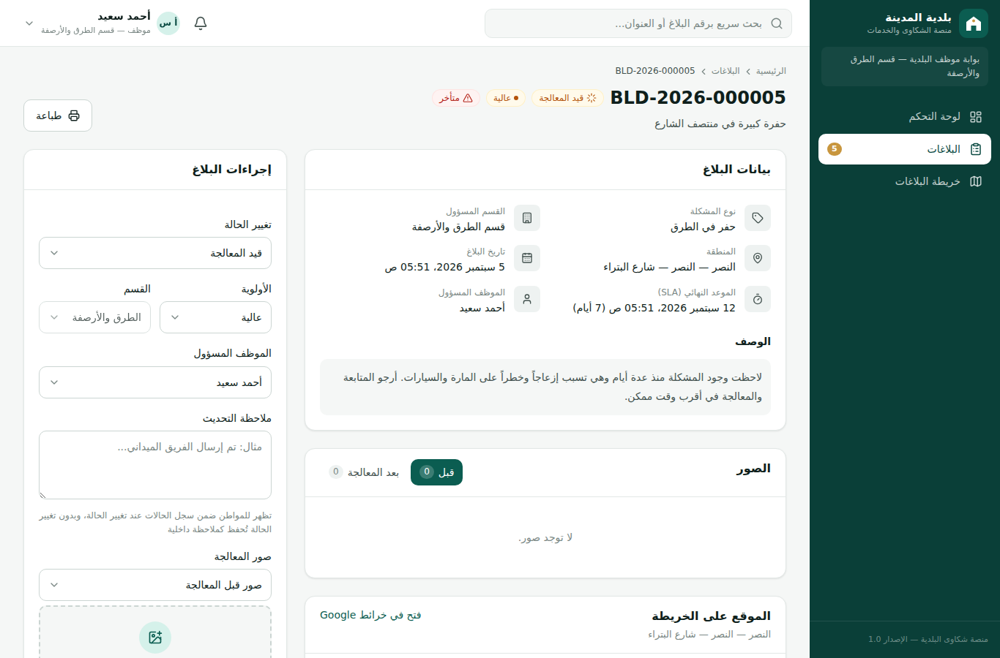 بلدية المدينة
منصة الشكاوى والخدمات
بوابة موظف البلدية — قسم الطرق
والأرصفة
لوحة التحكم
البلاغات
5
خريطة البلاغات
منصة شكاوى البلدية — الإصدار 1.0
بحث سريع برقم البلاغ أو العنوان...
أ س
أحمد سعيد
موظف — قسم الطرق والأرصفة
الرئيسية
البلاغات
BLD-2026-000005
BLD-2026-000005
قيد المعالجة
عالية
متأخر
حفرة كبيرة في منتصف الشارع
طباعة
بيانات البلاغ
نوع المشكلة
حفر في الطرق
القسم المسؤول
قسم الطرق والأرصفة
المنطقة
النصر — النصر — شارع البتراء
تاريخ البلاغ
5 سبتمبر 2026، 05:51 ص
الموعد النهائي (SLA)
12 سبتمبر 2026، 05:51 ص (7 أيام)
الموظف المسؤول
أحمد سعيد
الوصف
لاحظت وجود المشكلة منذ عدة أيام وهي تسبب إزعاجاً وخطراً على المارة والسيارات. أرجو المتابعة
والمعالجة في أقرب وقت ممكن.
الصور
قبل 0
بعد المعالجة 0
لا توجد صور.
الموقع على الخريطة
النصر — النصر — شارع البتراء
فتح في خرائط Google
إجراءات البلاغ
تغيير الحالة
قيد المعالجة
الأولوية
عالية
القسم
الطرق والأرصفة
الموظف المسؤول
أحمد سعيد
ملاحظة التحديث
مثال: تم إرسال الفريق الميداني...
تظهر للمواطن ضمن سجل الحالات عند تغيير الحالة، وبدون تغيير
الحالة تُحفظ كملاحظة داخلية
صور المعالجة
صور قبل المعالجة